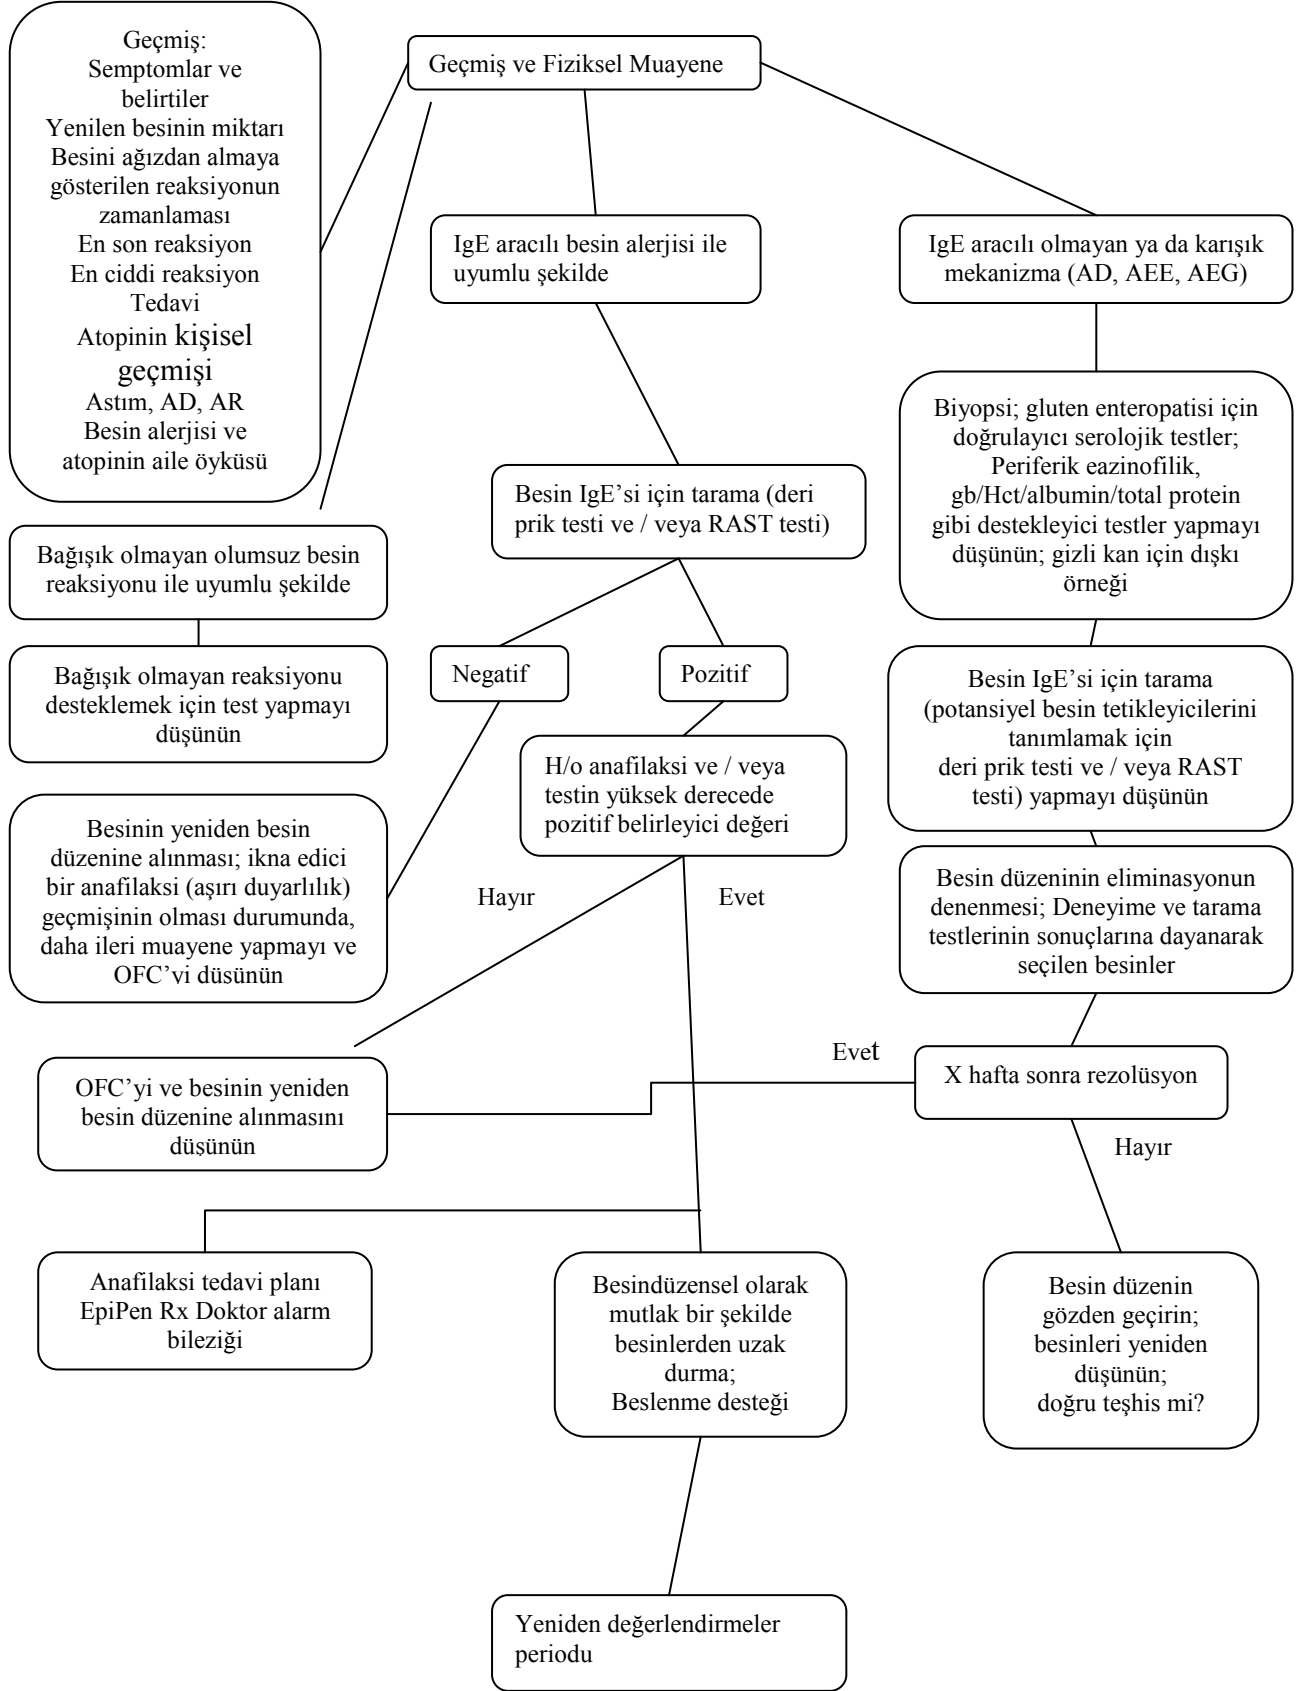 Geçmiş:
Semptomlar ve
belirtiler
Yenilen besinin miktarı
Besini ağızdan almaya
gösterilen reaksiyonun
zamanlaması
En son reaksiyon
En ciddi reaksiyon
Tedavi
Atopinin kişisel
geçmişi
Astım, AD, AR
Besin alerjisi ve
atopinin aile öyküsü
Geçmiş ve Fiziksel Muayene
IgE aracılı besin alerjisi ile
uyumlu şekilde
IgE aracılı olmayan ya da karışık
mekanizma (AD, AEE, AEG)
Biyopsi; gluten enteropatisi için
doğrulayıcı serolojik testler;
Periferik eazinofilik,
gb/Hct/albumin/total protein
gibi destekleyici testler yapmayı
düşünün; gizli kan için dışkı
örneği
Besin IgE’si için tarama (deri
prik testi ve / veya RAST testi)
Bağışık olmayan olumsuz besin
reaksiyonu ile uyumlu şekilde
Bağışık olmayan reaksiyonu
desteklemek için test yapmayı
düşünün
Negatif
Pozitif
Besin IgE’si için tarama
(potansiyel besin tetikleyicilerini
tanımlamak için
deri prik testi ve / veya RAST
testi) yapmayı düşünün
H/o anafilaksi ve / veya
testin yüksek derecede
pozitif belirleyici değeri
Besinin yeniden besin
düzenine alınması; ikna edici
bir anafilaksi (aşırı duyarlılık)
geçmişinin olması durumunda,
daha ileri muayene yapmayı ve
OFC’vi düsünün
Hayır
Evet
Besin düzeninin eliminasyonun
denenmesi; Deneyime ve tarama
testlerinin sonuçlarına dayanarak
seçilen besinler
Evet
X hafta sonra rezolüsyon
OFC’yi ve besinin yeniden
besin düzenine alınmasını
düsünün
Hayır
Anafilaksi tedavi planı
EpiPen Rx Doktor alarm
bileziği
Besindüzensel olarak
mutlak bir şekilde
besinlerden uzak
durma;
Beslenme desteği
Besin düzenin
gözden geçirin;
besinleri yeniden
düşünün;
doğru teşhis mi?
Yeniden değerlendirmeler
periodu